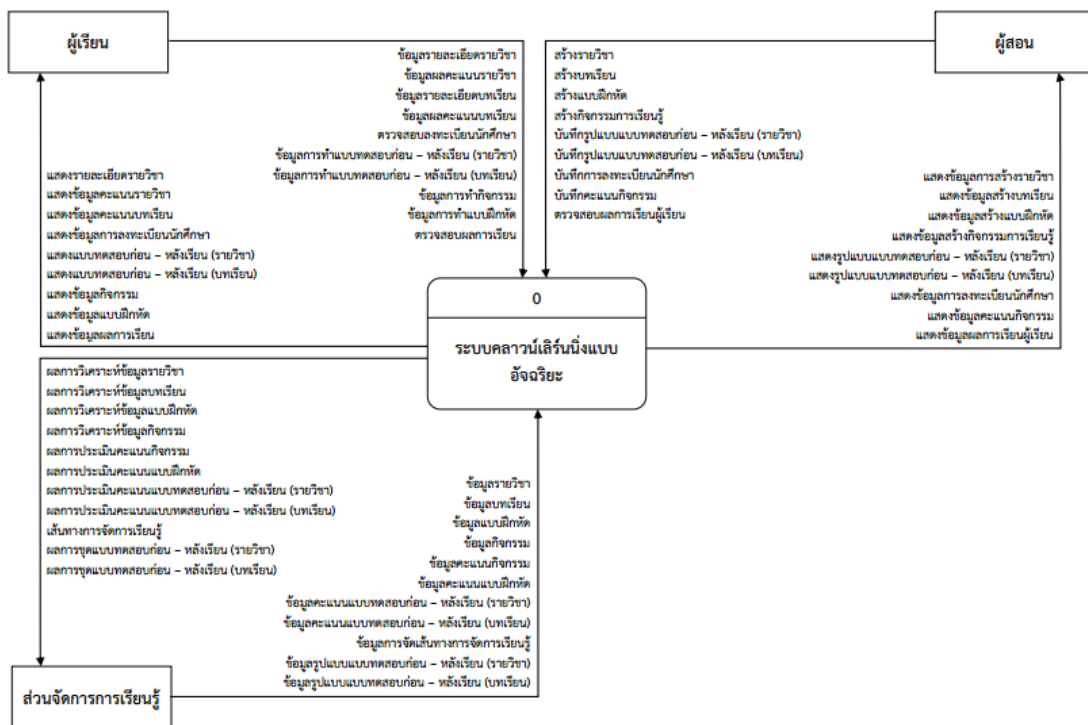 ผู้เรียน
ผู้สอน
ข้อมูลรายละเอียดรายวิชา
ข้อมูลผลคะแนนรายวิชา
ข้อมูลรายละเอียดบทเรียน
ข้อมูลผลคะแนนบทเรียน
ตรวจสอบลงทะเบียนนักศึกษา
ข้อมูลการทำแบบทดสอบก่อน – หลังเรียน (รายวิชา)
ข้อมูลการทำแบบทดสอบก่อน – หลังเรียน (บทเรียน)
ข้อมูลการทำกิจกรรม
ข้อมูลการทำแบบฝึกหัด
ตรวจสอบผลการเรียน
สร้างรายวิชา
สร้างบทเรียน
สร้างแบบฝึกหัด
สร้างกิจกรรมการเรียนรู้
บันทึกรูปแบบแบบทดสอบก่อน – หลังเรียน (รายวิชา)
บันทึกรูปแบบแบบทดสอบก่อน – หลังเรียน (บทเรียน)
บันทึกการลงทะเบียนนักศึกษา
บันทึกคะแนนกิจกรรม
ตรวจสอบผลการเรียนผู้เรียน
แสดงรายละเอียดรายวิชา
แสดงข้อมูลคะแนนรายวิชา
แสดงข้อมูลคะแนนบทเรียน
แสดงข้อมูลการลงทะเบียนนักศึกษา
แสดงแบบทดสอบก่อน – หลังเรียน (รายวิชา)
แสดงแบบทดสอบก่อน – หลังเรียน (บทเรียน)
แสดงข้อมูลกิจกรรม
แสดงข้อมูลแบบฝึกหัด
แสดงข้อมูลผลการเรียน
แสดงข้อมูลการสร้างรายวิชา
แสดงข้อมูลสร้างบทเรียน
แสดงข้อมูลสร้างแบบฝึกหัด
แสดงข้อมูลสร้างกิจกรรมการเรียนรู้
แสดงรูปแบบแบบทดสอบก่อน – หลังเรียน (รายวิชา)
แสดงรูปแบบแบบทดสอบก่อน – หลังเรียน (บทเรียน)
แสดงข้อมูลการลงทะเบียนนักศึกษา
แสดงข้อมูลคะแนนกิจกรรม
แสดงข้อมูลผลการเรียนผู้เรียน
0
ระบบคลาวน์เลิร์นนิ่งแบบ
อัจฉริยะ
ผลการวิเคราะห์ข้อมูลรายวิชา
ผลการวิเคราะห์ข้อมูลบทเรียน
ผลการวิเคราะห์ข้อมูลแบบฝึกหัด
ผลการวิเคราะห์ข้อมูลกิจกรรม
ผลการประเมินคะแนนกิจกรรม
ผลการประเมินคะแนนแบบฝึกหัด
ผลการประเมินคะแนนแบบทดสอบก่อน – หลังเรียน (รายวิชา)
ผลการประเมินคะแนนแบบทดสอบก่อน – หลังเรียน (บทเรียน)
เส้นทางการจัดการเรียนรู้
ผลการชุดแบบทดสอบก่อน – หลังเรียน (รายวิชา)
ผลการชุดแบบทดสอบก่อน – หลังเรียน (บทเรียน)
ข้อมูลรายวิชา
ข้อมูลบทเรียน
ข้อมูลแบบฝึกหัด
ข้อมูลกิจกรรม
ข้อมูลคะแนนกิจกรรม
ข้อมูลคะแนนแบบฝึกหัด
ข้อมูลคะแนนแบบทดสอบก่อน – หลังเรียน (รายวิชา)
ข้อมูลคะแนนแบบทดสอบก่อน – หลังเรียน (บทเรียน)
ข้อมูลการจัดเส้นทางการจัดการเรียนรู้
ข้อมูลรูปแบบแบบทดสอบก่อน – หลังเรียน (รายวิชา)
ข้อมูลรูปแบบแบบทดสอบก่อน – หลังเรียน (บทเรียน)
ส่วนจัดการการเรียนรู้